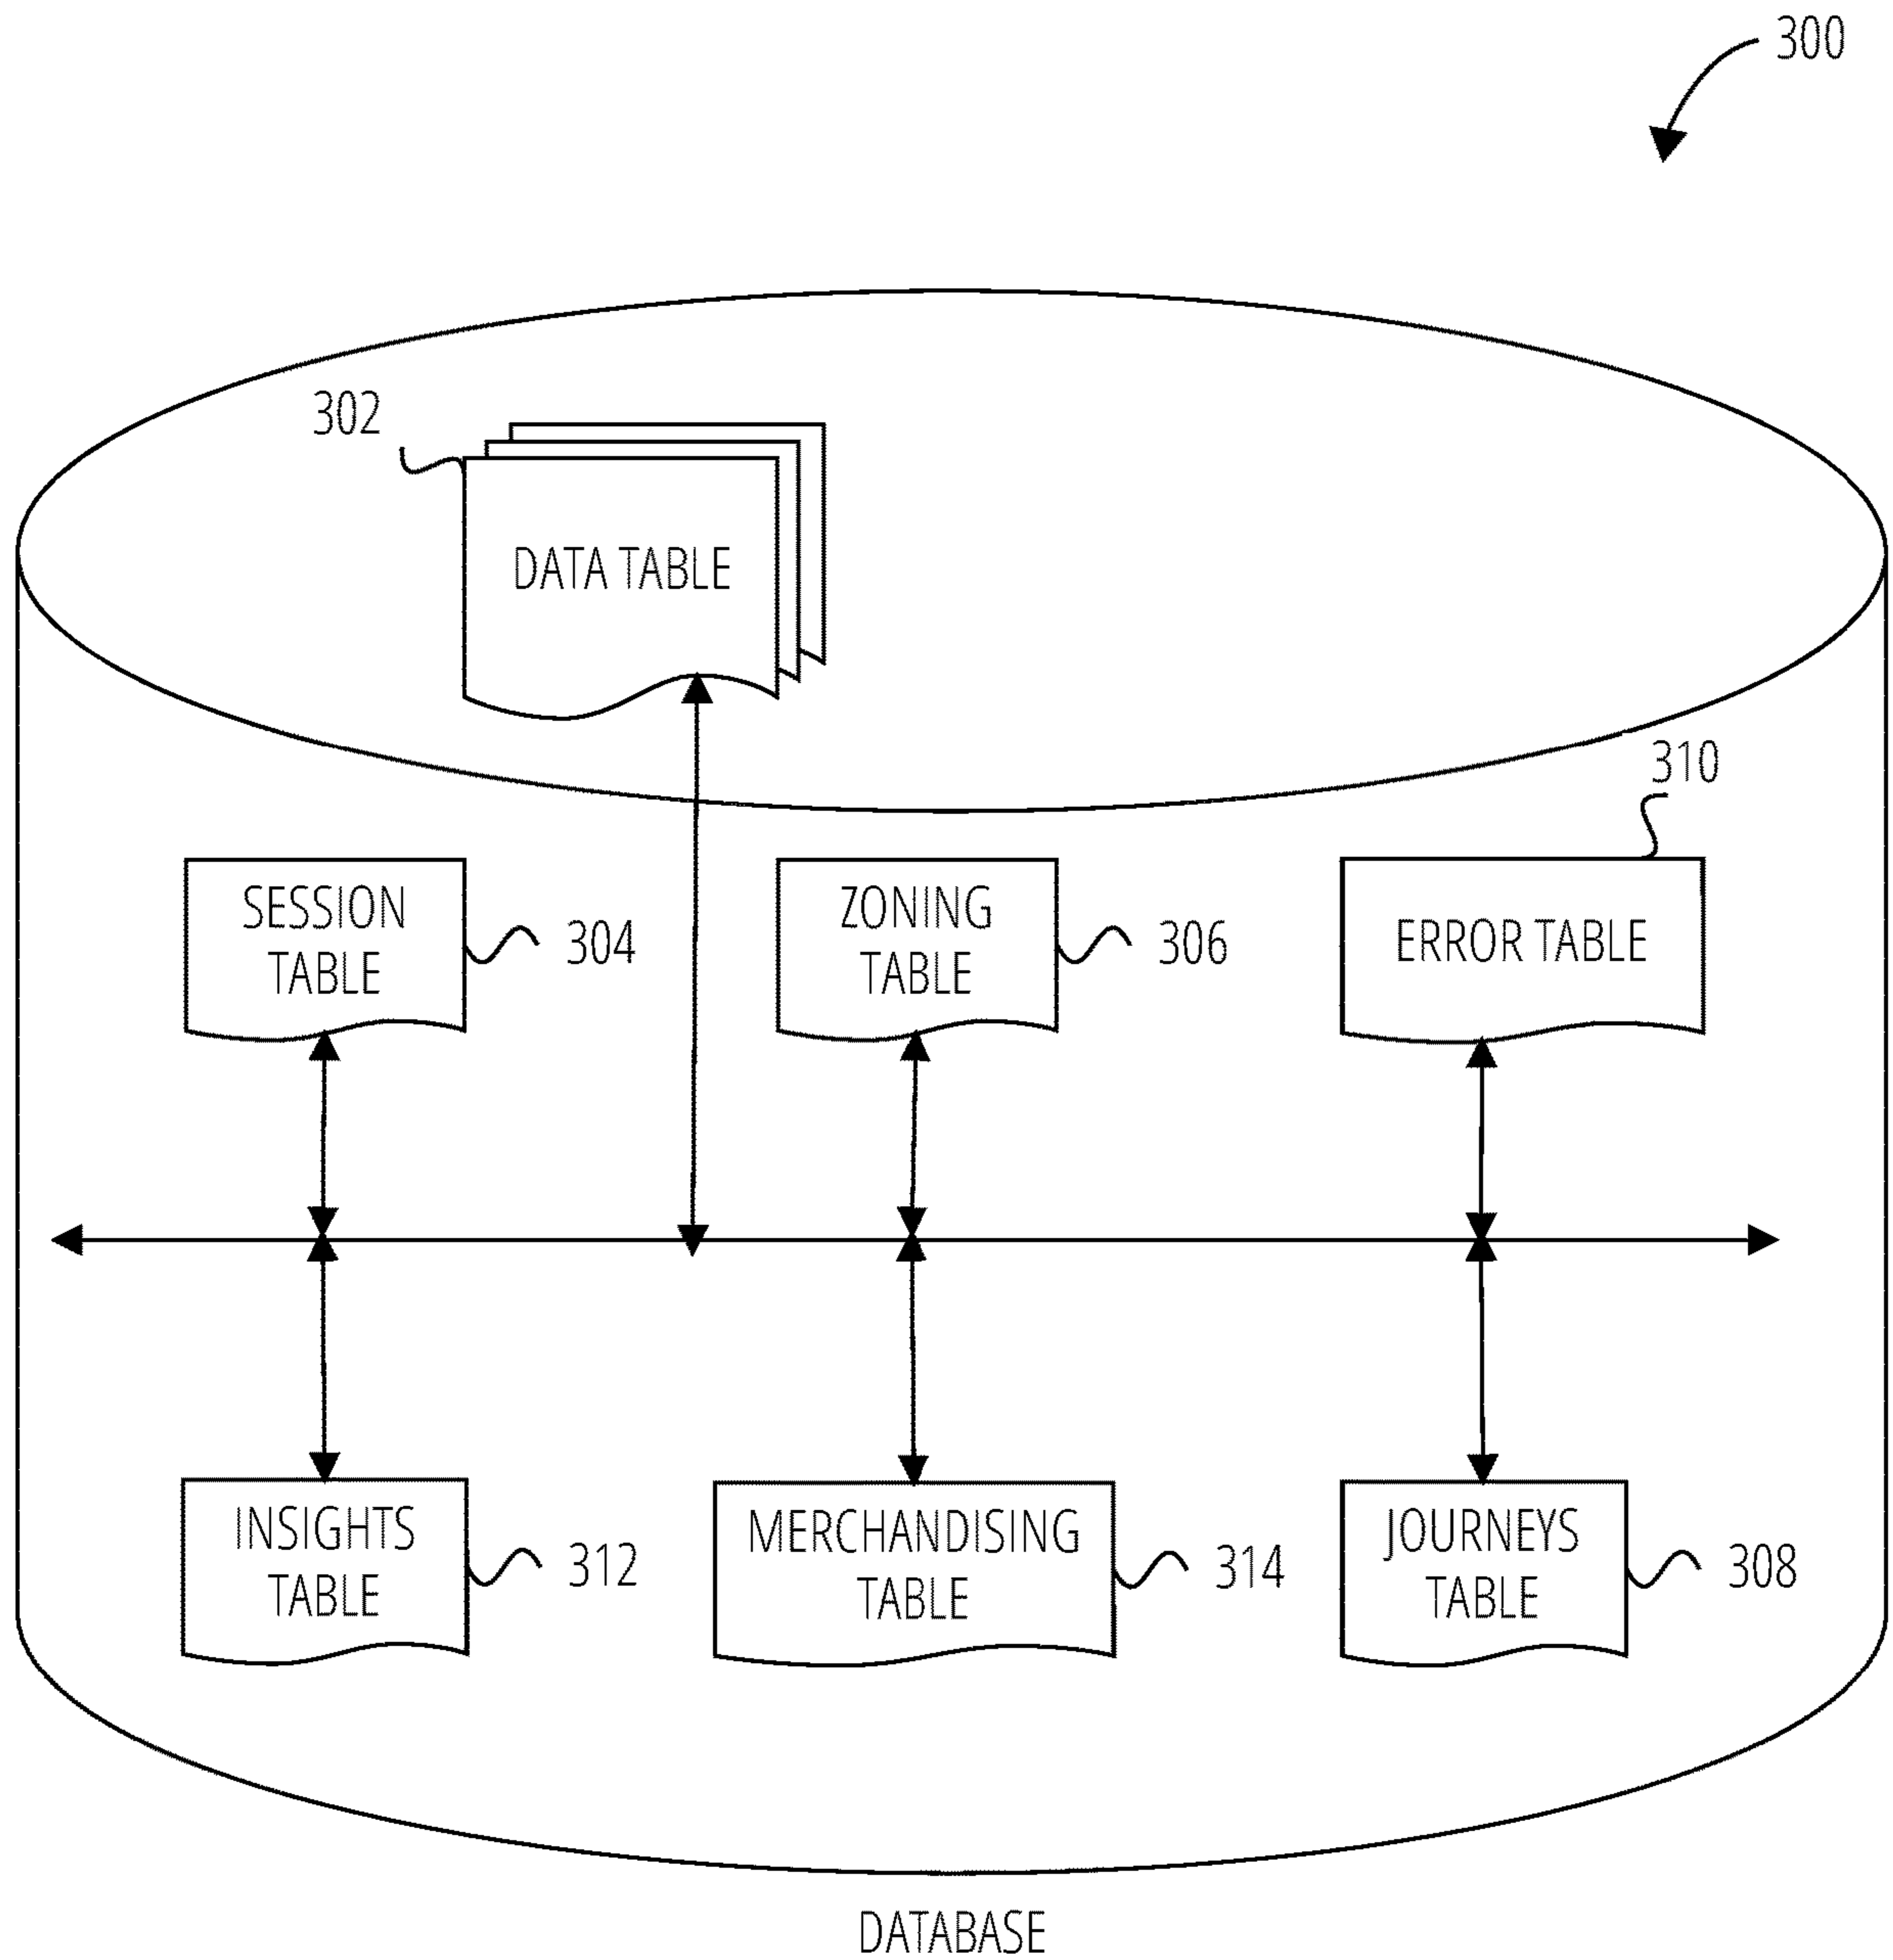 300
302
DATA TABLE
310
SESSION
TABLE
304
ZONING
TABLE
306
ERROR TABLE
INSIGHTS
TABLE
312
MERCHANDISING
TABLE
314
JOURNEYS
TABLE
308
DATABASE